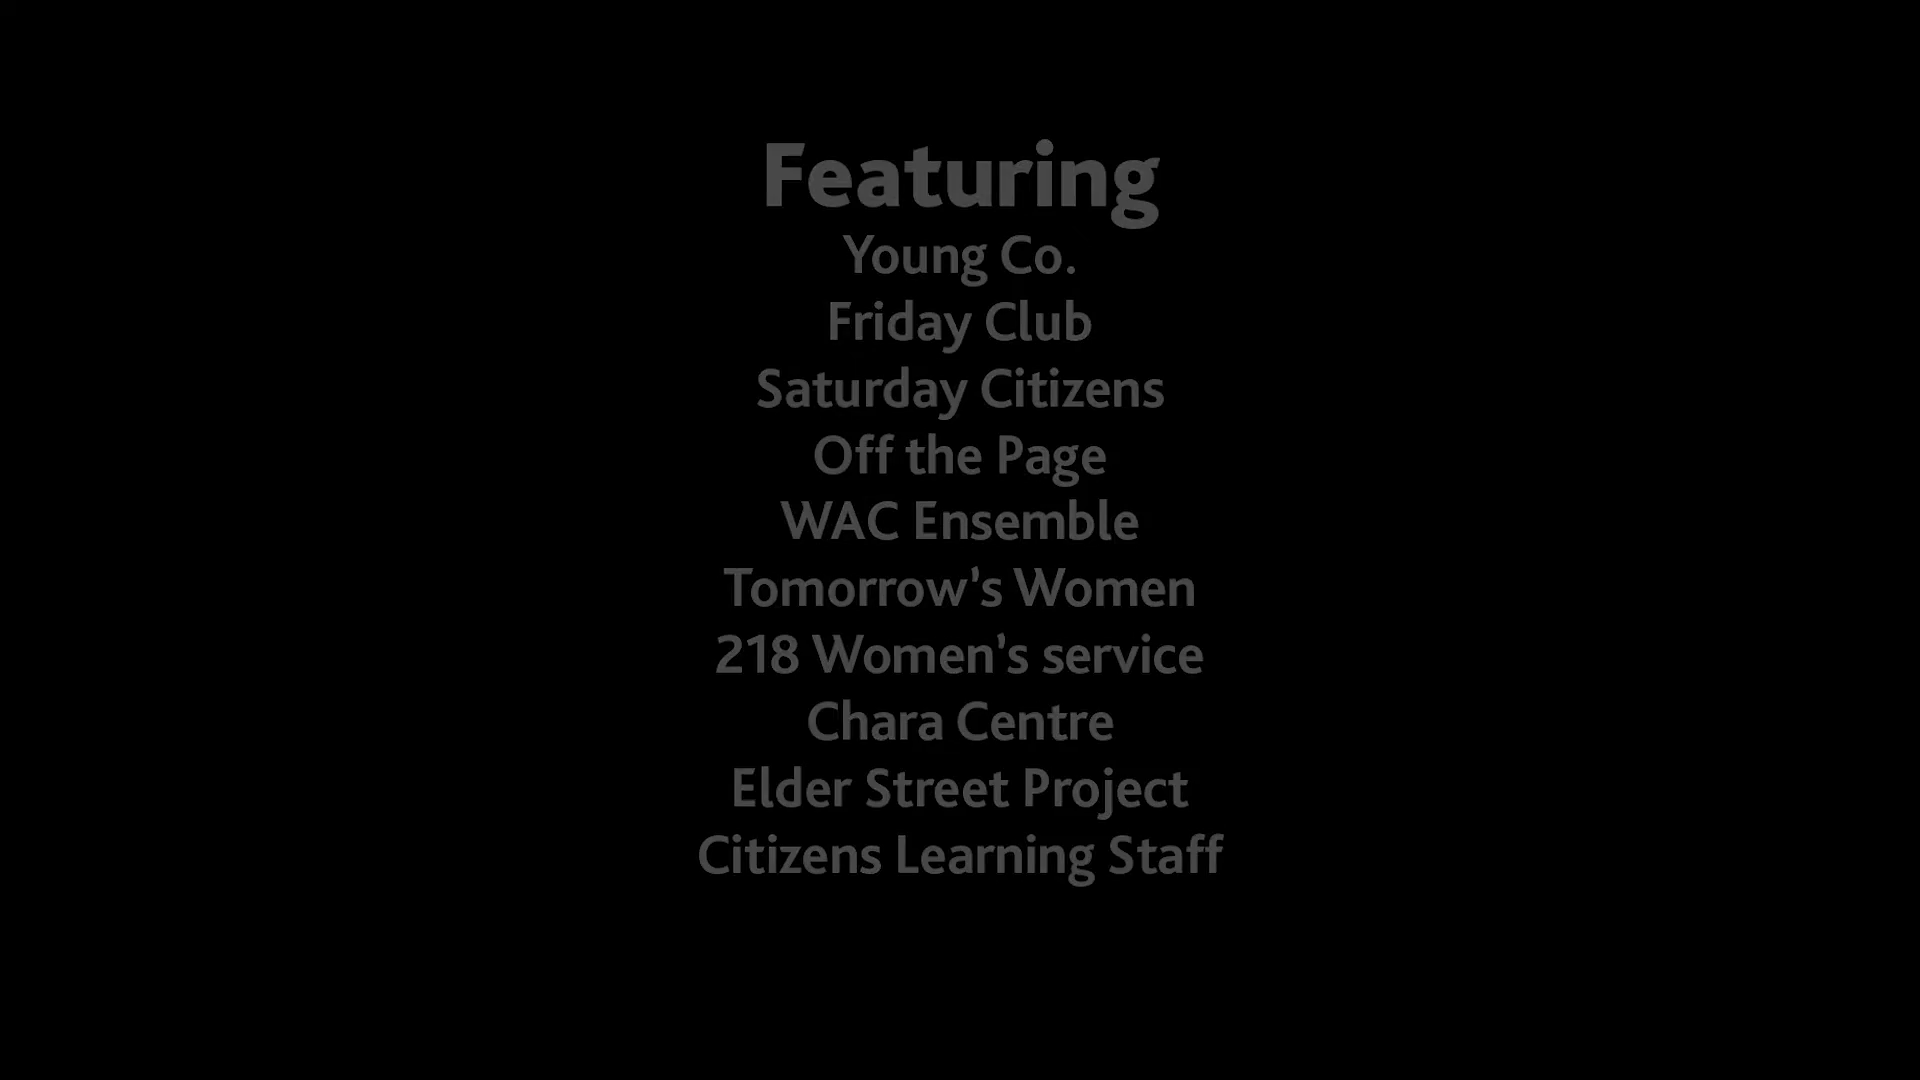 Featuring
Young Co.
Friday Club
Saturday Citizens
Off the Page
WAC Ensemble
Tomorrow's Women
218 Women's service
Chara Centre
Elder Street Project
Citizens Learning Staff